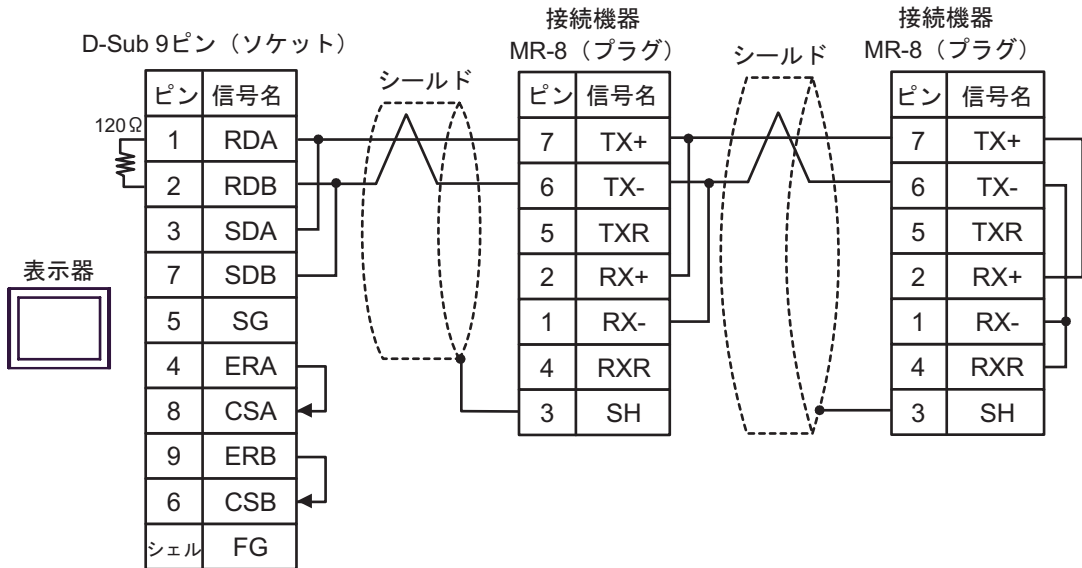 D-Sub 9ピン（ソケット）
ピン 信号名
120Ω
1 RDA
2 RDB
3 SDA
7 SDB
5 SG
4 ERA
8 CSA
9 ERB
6 CSB
シェル FG
表示器
シールド
接続機器
MR-8（プラグ）
ピン 信号名
7 TX+
6 TX-
5 TXR
2 RX+
1 RX-
4 RXR
3 SH
シールド
接続機器
MR-8（プラグ）
ピン 信号名
7 TX+
6 TX-
5 TXR
2 RX+
1 RX-
4 RXR
3 SH